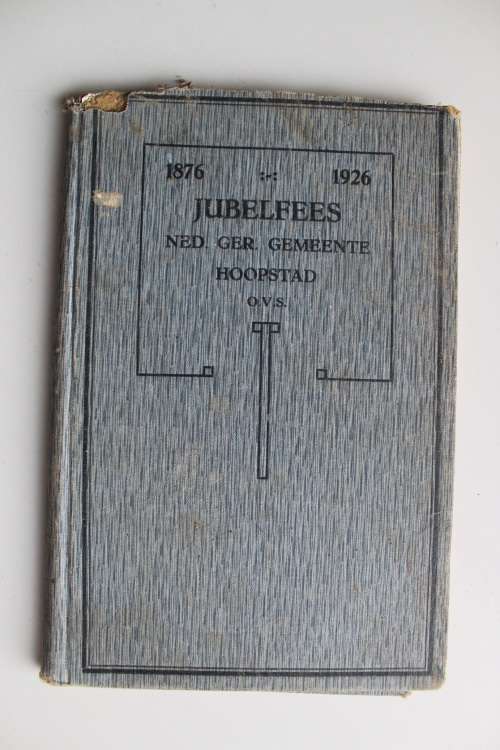 1876 :-: 1926
JUBELFEES
NED. GER. GEMEENTE
HOOPSTAD
O.V.S.